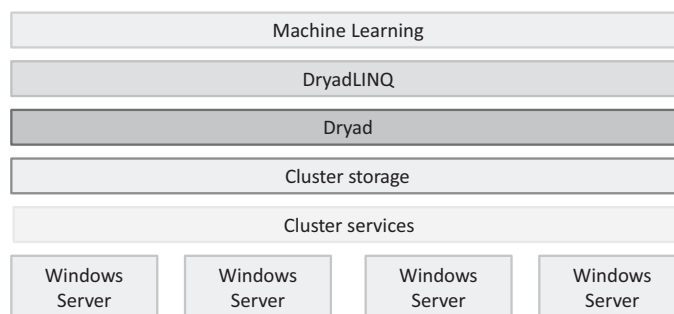 Machine Learning
DryadLINQ
Dryad
Cluster storage
Cluster services
Windows Server
Windows Server
Windows Server
Windows Server